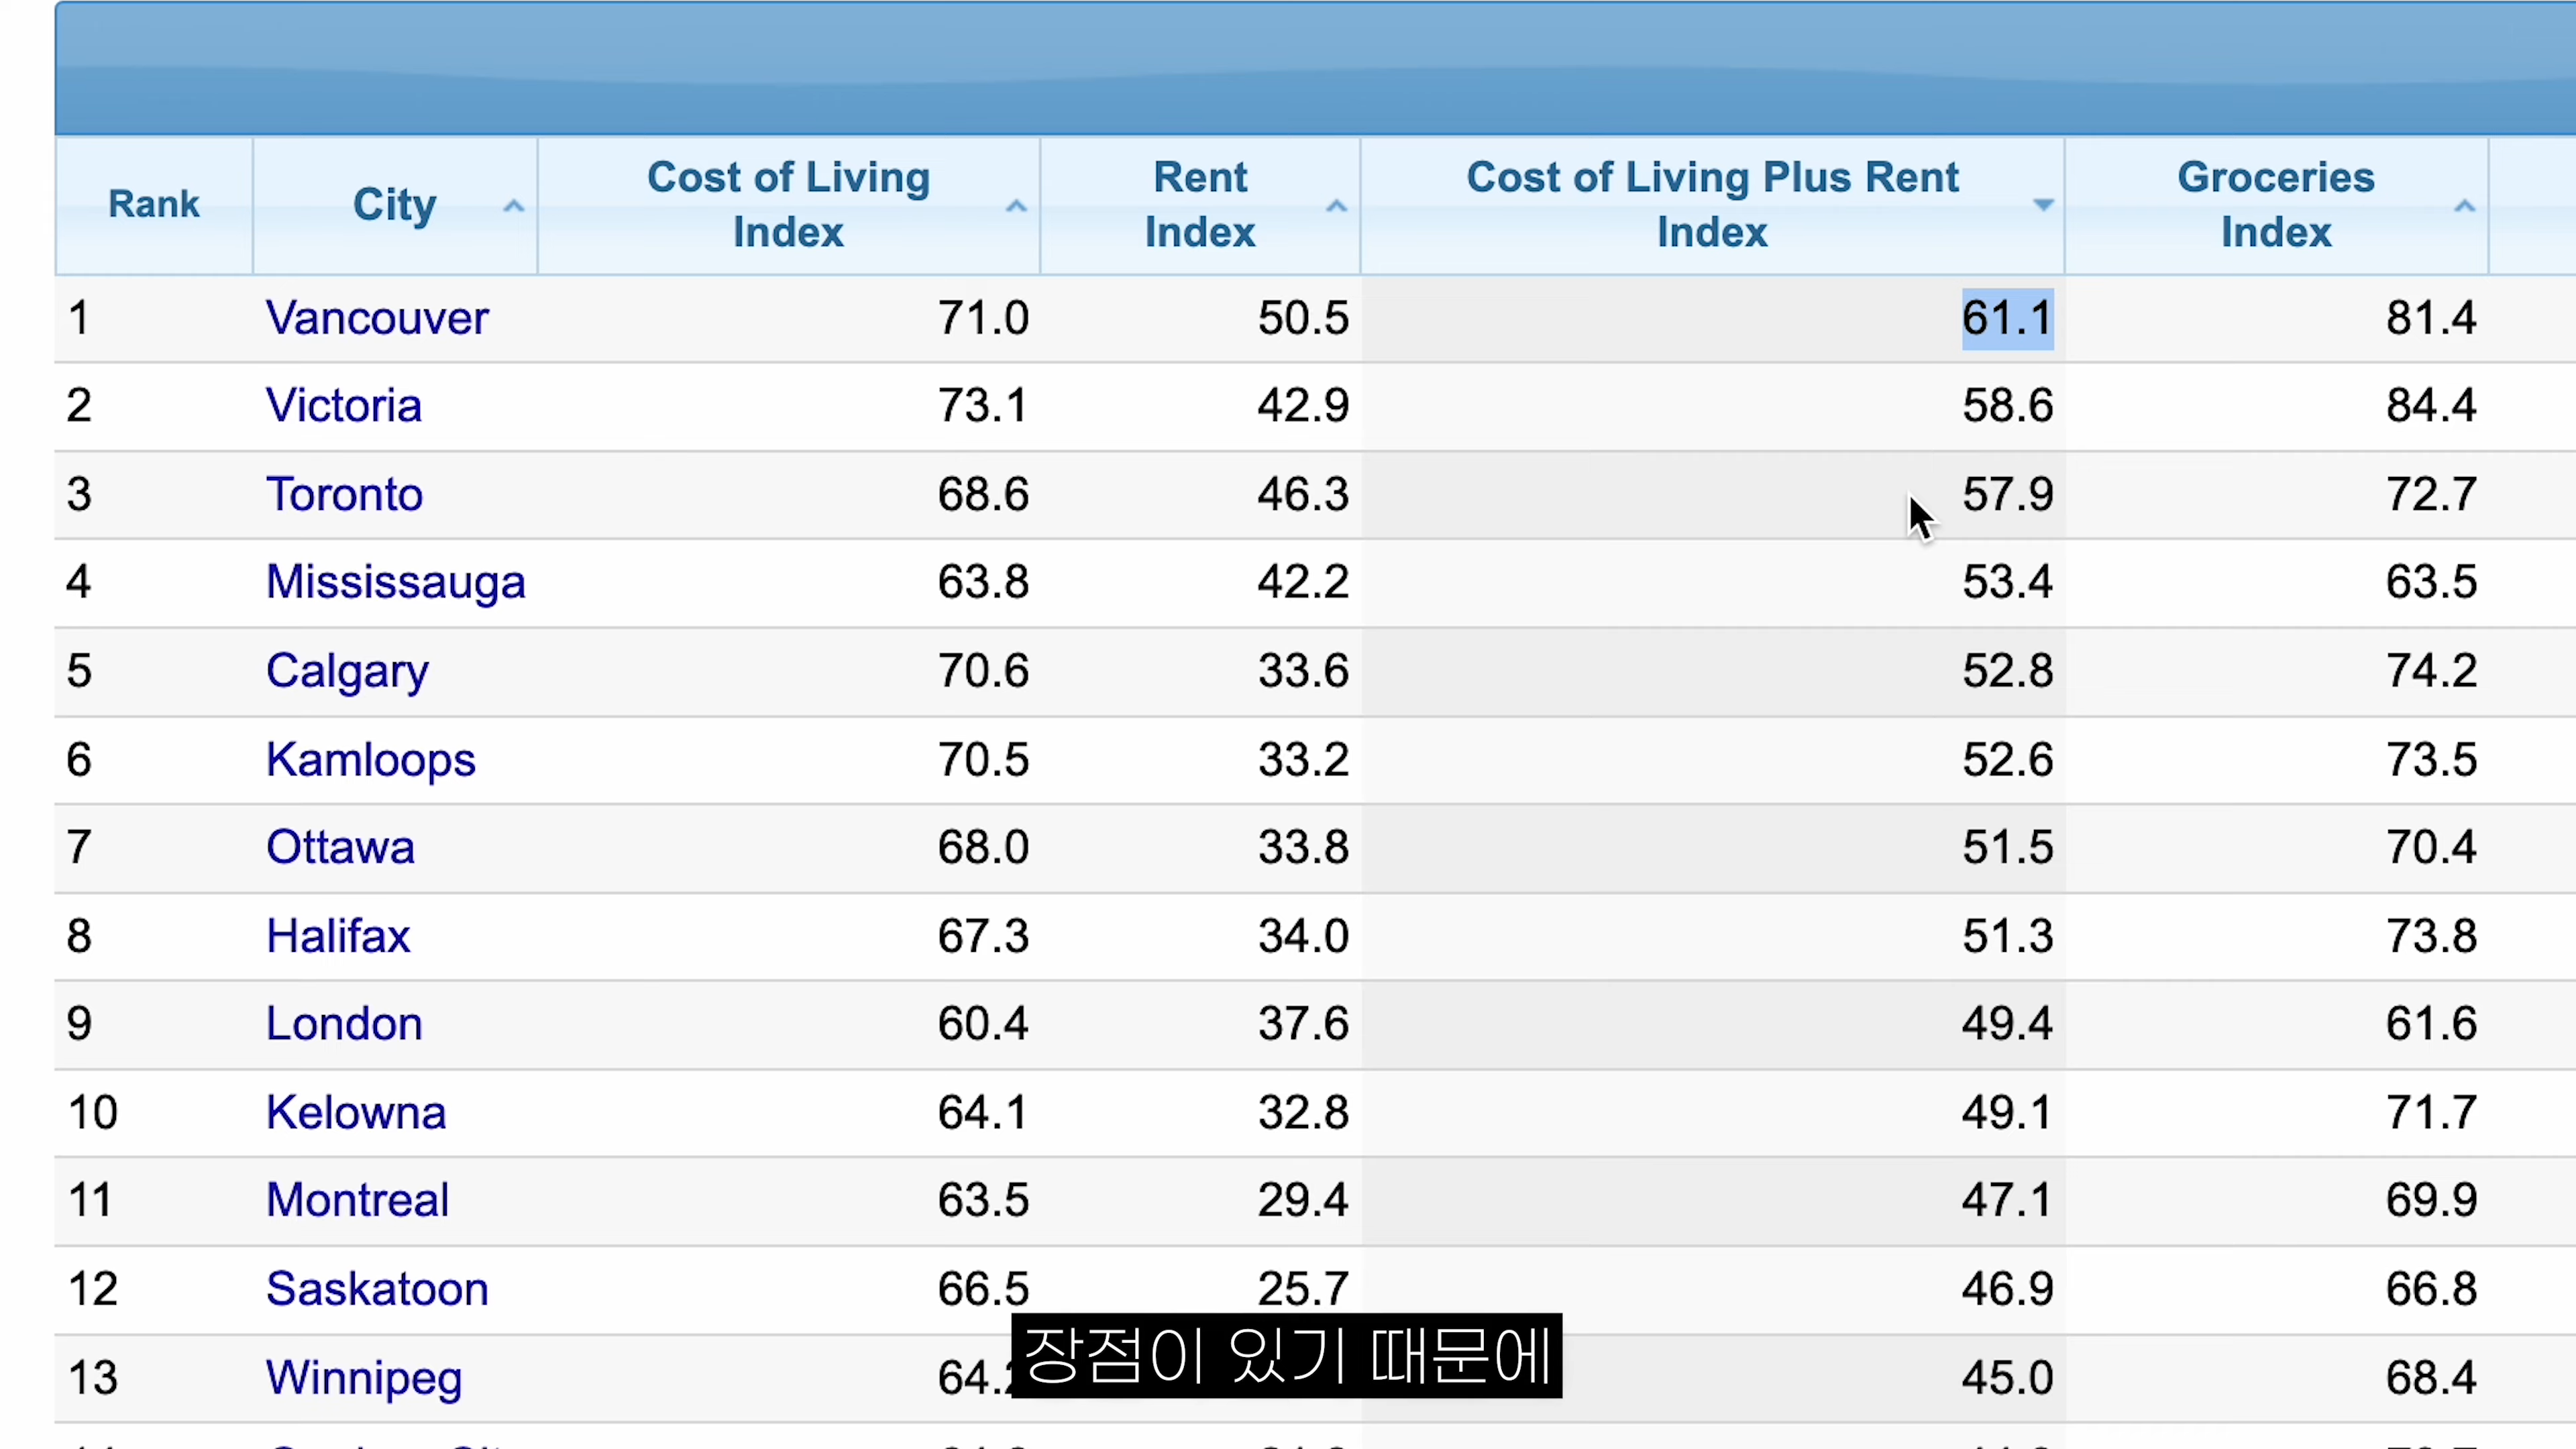 Rank City Cost of Living Index Rent Index Cost of Living Plus Rent Index Groceries Index
1 Vancouver 71.0 50.5 61.1 81.4
2 Victoria 73.1 42.9 58.6 84.4
3 Toronto 68.6 46.3 57.9 72.7
4 Mississauga 63.8 42.2 53.4 63.5
5 Calgary 70.6 33.6 52.8 74.2
6 Kamloops 70.5 33.2 52.6 73.5
7 Ottawa 68.0 33.8 51.5 70.4
8 Halifax 67.3 34.0 51.3 73.8
9 London 60.4 37.6 49.4 61.6
10 Kelowna 64.1 32.8 49.1 71.7
11 Montreal 63.5 29.4 47.1 69.9
12 Saskatoon 66.5 25.7 46.9 66.8
13 Winnipeg 45.0 68.4
장점이 있기 때문에